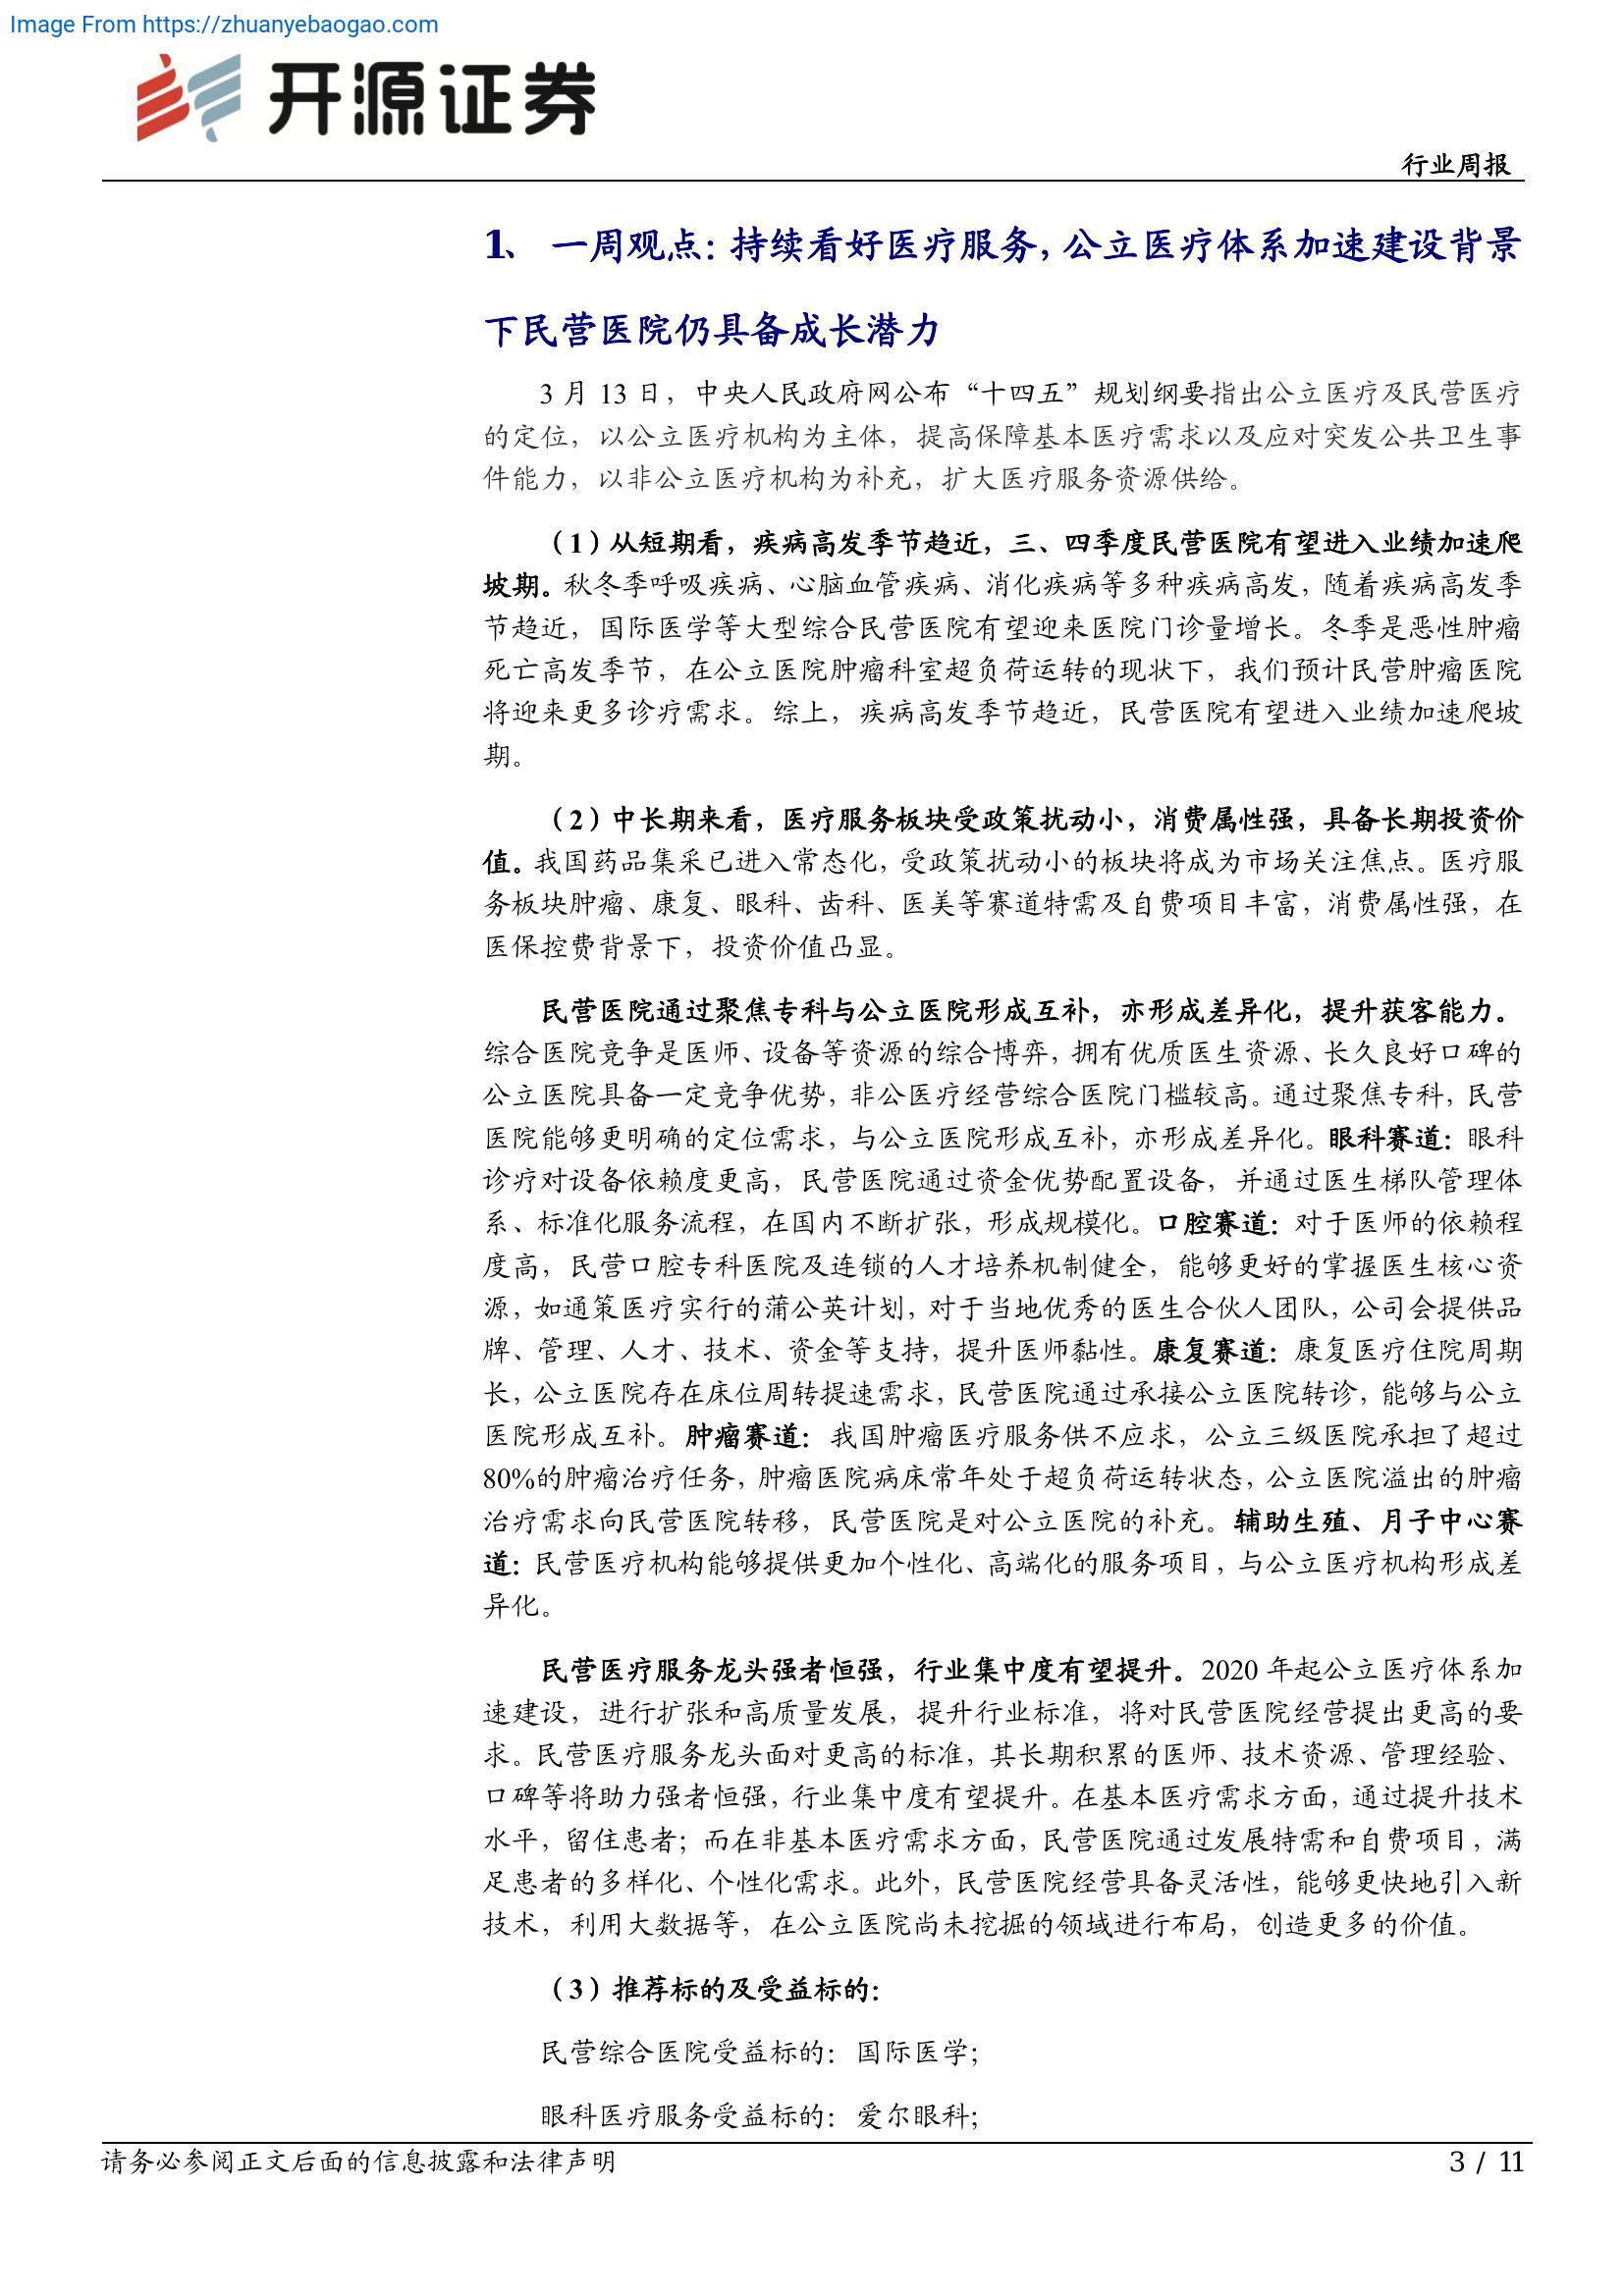 Image From https://zhuanyebaogao.com
开源证券
行业周报
1、 一周观点：持续看好医疗服务，公立医疗体系加速建设背景
下民营医院仍具备成长潜力
3 月 13 日，中央人民政府网公布“十四五”规划纲要指出公立医疗及民营医疗
的定位，以公立医疗机构为主体，提高保障基本医疗需求以及应对突发公共卫生事
件能力，以非公立医疗机构为补充，扩大医疗服务资源供给。
（1）从短期看，疾病高发季节趋近，三、四季度民营医院有望进入业绩加速爬
坡期。秋冬季呼吸疾病、心脑血管疾病、消化疾病等多种疾病高发，随着疾病高发季
节趋近，国际医学等大型综合民营医院有望迎来医院门诊量增长。冬季是恶性肿瘤
死亡高发季节，在公立医院肿瘤科室超负荷运转的现状下，我们预计民营肿瘤医院
将迎来更多诊疗需求。综上，疾病高发季节趋近，民营医院有望进入业绩加速爬坡
期。
（2）中长期来看，医疗服务板块受政策扰动小，消费属性强，具备长期投资价
值。我国药品集采已进入常态化，受政策扰动小的板块将成为市场关注焦点。医疗服
务板块肿瘤、康复、眼科、齿科、医美等赛道特需及自费项目丰富，消费属性强，在
医保控费背景下，投资价值凸显。
民营医院通过聚焦专科与公立医院形成互补，亦形成差异化，提升获客能力。
综合医院竞争是医师、设备等资源的综合博弈，拥有优质医生资源、长久良好口碑的
公立医院具备一定竞争优势，非公医疗经营综合医院门槛较高。通过聚焦专科，民营
医院能够更明确的定位需求，与公立医院形成互补，亦形成差异化。眼科赛道：眼科
诊疗对设备依赖度更高，民营医院通过资金优势配置设备，并通过医生梯队管理体
系、标准化服务流程，在国内不断扩张，形成规模化。口腔赛道：对于医师的依赖程
度高，民营口腔专科医院及连锁的人才培养机制健全，能够更好的掌握医生核心资
源，如通策医疗实行的蒲公英计划，对于当地优秀的医生合伙人团队，公司会提供品
牌、管理、人才、技术、资金等支持，提升医师黏性。康复赛道：康复医疗住院周期
长，公立医院存在床位周转提速需求，民营医院通过承接公立医院转诊，能够与公立
医院形成互补。肿瘤赛道：我国肿瘤医疗服务供不应求，公立三级医院承担了超过
80%的肿瘤治疗任务，肿瘤医院病床常年处于超负荷运转状态，公立医院溢出的肿瘤
治疗需求向民营医院转移，民营医院是对公立医院的补充。辅助生殖、月子中心赛
道：民营医疗机构能够提供更加个性化、高端化的服务项目，与公立医疗机构形成差
异化。
民营医疗服务龙头强者恒强，行业集中度有望提升。2020 年起公立医疗体系加
速建设，进行扩张和高质量发展，提升行业标准，将对民营医院经营提出更高的要
求。民营医疗服务龙头面对更高的标准，其长期积累的医师、技术资源、管理经验、
口碑等将助力强者恒强，行业集中度有望提升。在基本医疗需求方面，通过提升技术
水平，留住患者；而在非基本医疗需求方面，民营医院通过发展特需和自费项目，满
足患者的多样化、个性化需求。此外，民营医院经营具备灵活性，能够更快地引入新
技术，利用大数据等，在公立医院尚未挖掘的领域进行布局，创造更多的价值。
（3）推荐标的及受益标的：
民营综合医院受益标的：国际医学；
眼科医疗服务受益标的：爱尔眼科；
请务必参阅正文后面的信息披露和法律声明
3 / 11